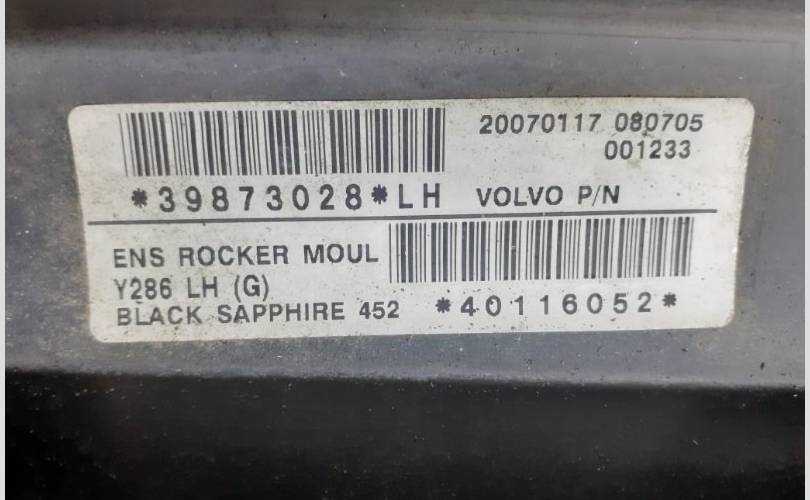 20070117 080705
001233
*39873028*LH VOLVO P/N
ENS ROCKER MOUL
Y286 LH (G)
BLACK SAPPHIRE 452 *40116052*